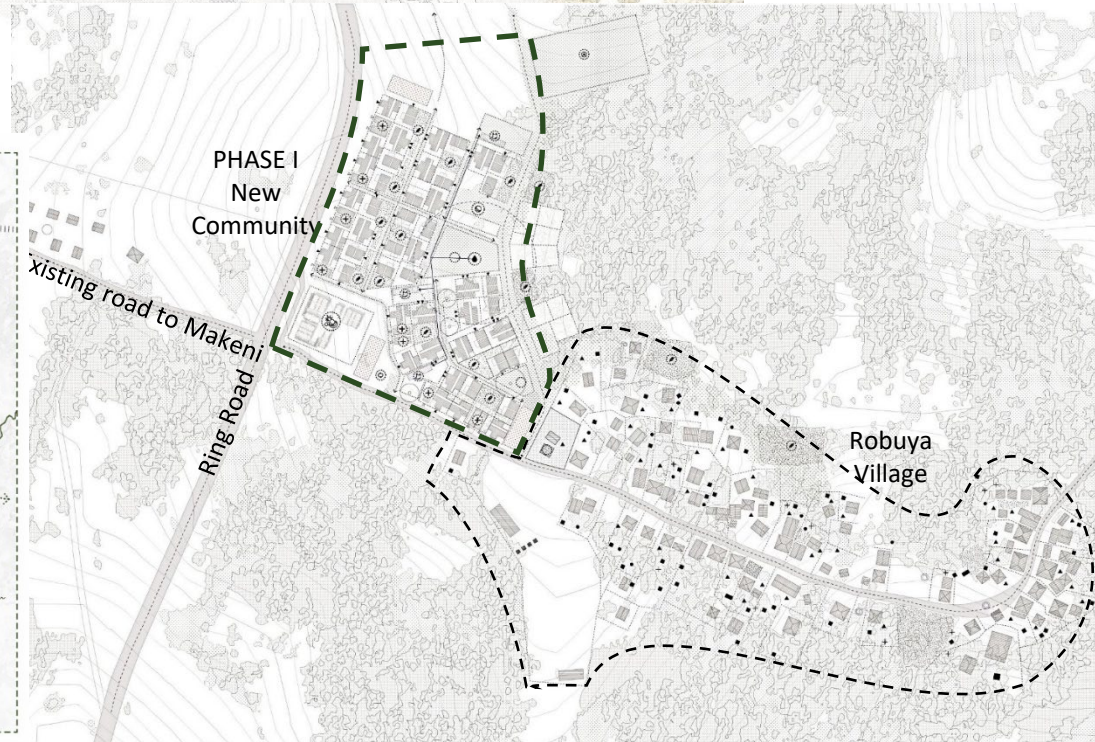 PHASE I
New
Community
xisting road to Makeni
Ring Road
Robuya
Village